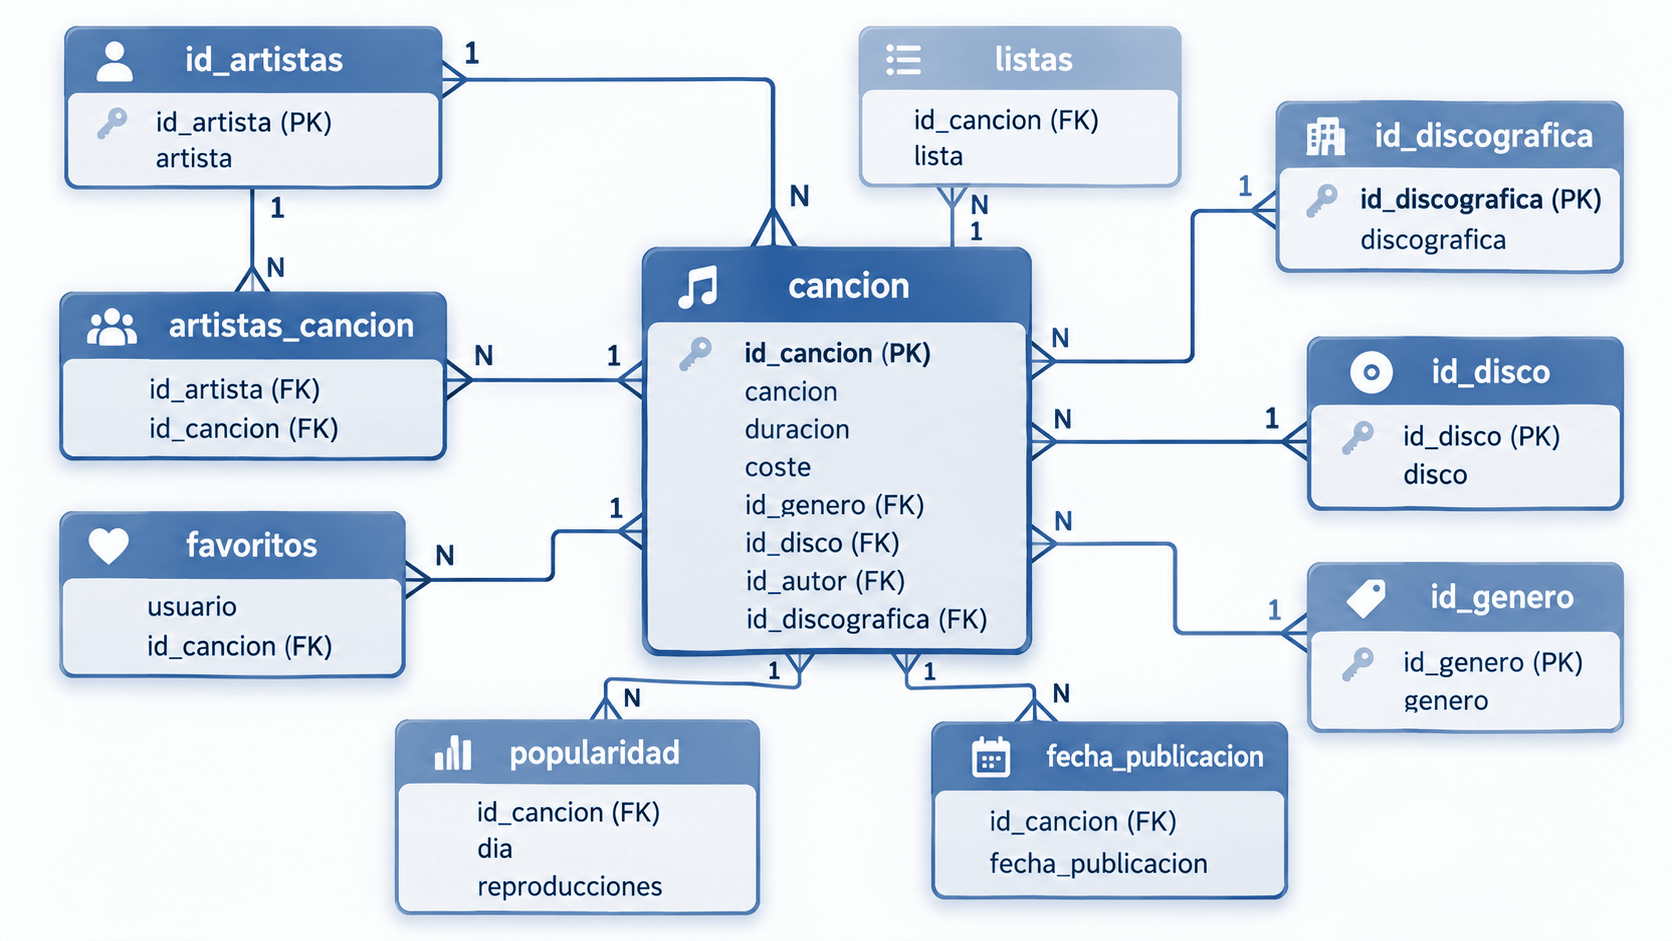 id_artistas
id_artista (PK)
artista
1
N
1
N
listas
id_cancion (FK)
lista
N
1
id_discografica
id_discografica (PK)
discografica
1
N
artistas_cancion
id_artista (FK)
id_cancion (FK)
N
1
cancion
id_cancion (PK)
cancion
duracion
coste
id_genero (FK)
id_disco (FK)
id_autor (FK)
id_discografica (FK)
id_disco
id_disco (PK)
disco
N
1
favoritos
usuario
id_cancion (FK)
N
1
id_genero
id_genero (PK)
genero
N
1
1
N
popularidad
id_cancion (FK)
dia
reproducciones
1
N
fecha_publicacion
id_cancion (FK)
fecha_publicacion